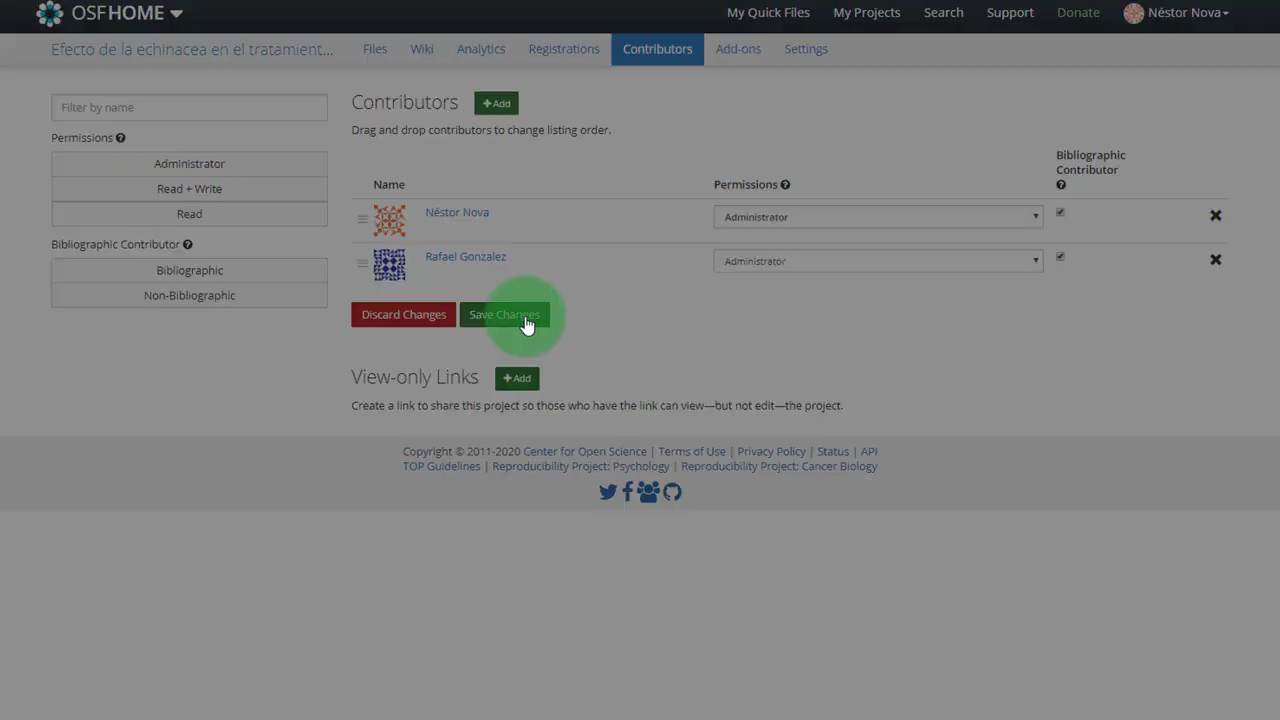 OSFHOME
My Quick Files
My Projects
Search
Support
Donate
Néstor Nova
Efecto de la echinacea en el tratamient...
Files
Wiki
Analytics
Registrations
Contributors
Add-ons
Settings
Filter by name
Permissions
Administrator
Read + Write
Read
Bibliographic Contributor
Bibliographic
Non-Bibliographic
Contributors
+Add
Drag and drop contributors to change listing order.
Name
Permissions
Bibliographic
Contributor
Néstor Nova
Administrator
Rafael Gonzalez
Administrator
Discard Changes
Save Changes
View-only Links
+Add
Create a link to share this project so those who have the link can view—but not edit—the project.
Copyright © 2011-2020 Center for Open Science | Terms of Use | Privacy Policy | Status | API
TOP Guidelines | Reproducibility Project: Psychology | Reproducibility Project: Cancer Biology